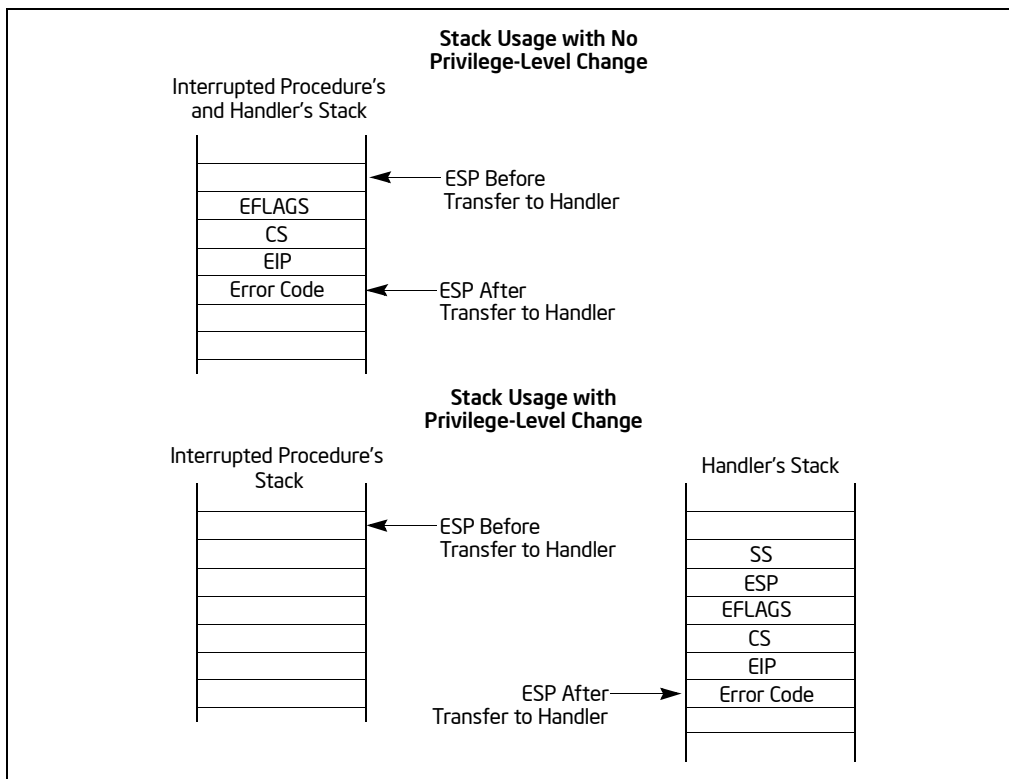 Stack Usage with No
Privilege-Level Change
Interrupted Procedure's
and Handler's Stack
ESP Before
Transfer to Handler
EFLAGS
CS
EIP
Error Code
ESP After
Transfer to Handler
Stack Usage with
Privilege-Level Change
Interrupted Procedure's
Stack
Handler's Stack
ESP Before
Transfer to Handler
SS
ESP
EFLAGS
CS
EIP
ESP After
Transfer to Handler
Error Code